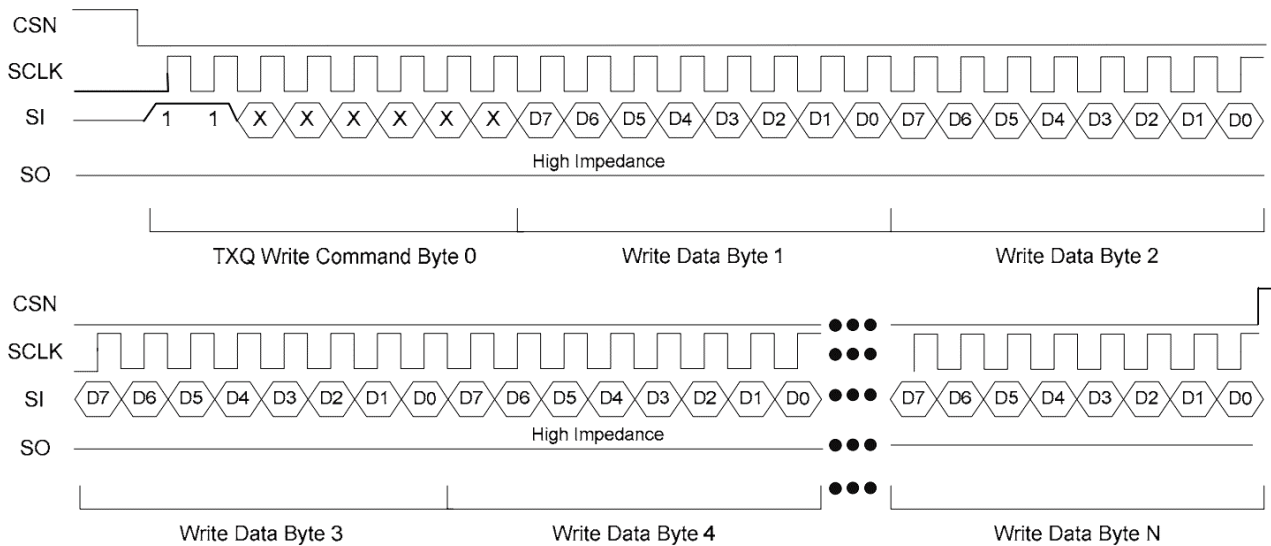 CSN
SCLK
SI 1 1 X X X X X X D7 D6 D5 D4 D3 D2 D1 D0 D7 D6 D5 D4 D3 D2 D1 D0
High Impedance
SO
TXQ Write Command Byte 0 Write Data Byte 1 Write Data Byte 2
CSN
SCLK
SI D7 D6 D5 D4 D3 D2 D1 D0 D7 D6 D5 D4 D3 D2 D1 D0 D7 D6 D5 D4 D3 D2 D1 D0
High Impedance
SO
Write Data Byte 3 Write Data Byte 4 Write Data Byte N